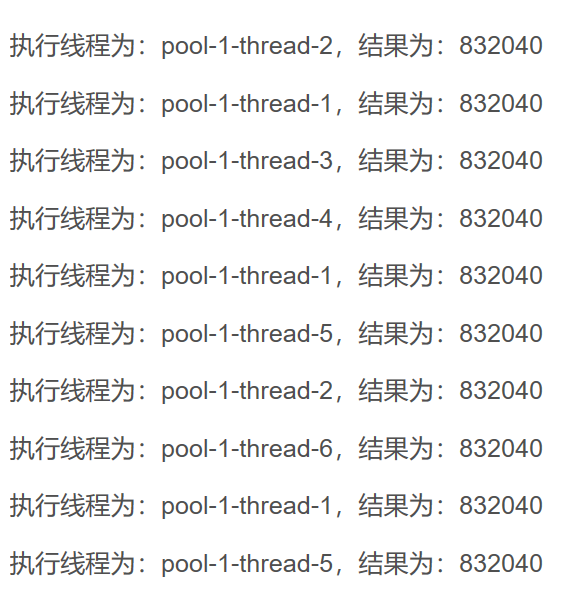 执行线程为：pool-1-thread-2，结果为：832040
执行线程为：pool-1-thread-1，结果为：832040
执行线程为：pool-1-thread-3，结果为：832040
执行线程为：pool-1-thread-4，结果为：832040
执行线程为：pool-1-thread-1，结果为：832040
执行线程为：pool-1-thread-5，结果为：832040
执行线程为：pool-1-thread-2，结果为：832040
执行线程为：pool-1-thread-6，结果为：832040
执行线程为：pool-1-thread-1，结果为：832040
执行线程为：pool-1-thread-5，结果为：832040